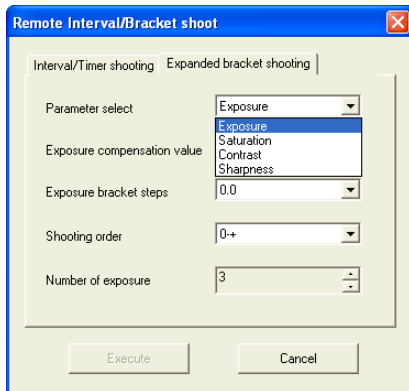 Remote Interval/Bracket shoot
Interval/Timer shooting Expanded bracket shooting
Parameter select Exposure
Exposure
Saturation
Contrast
Sharpness
Exposure compensation value
Exposure bracket steps 0.0
Shooting order 0-+
Number of exposure 3
Execute Cancel